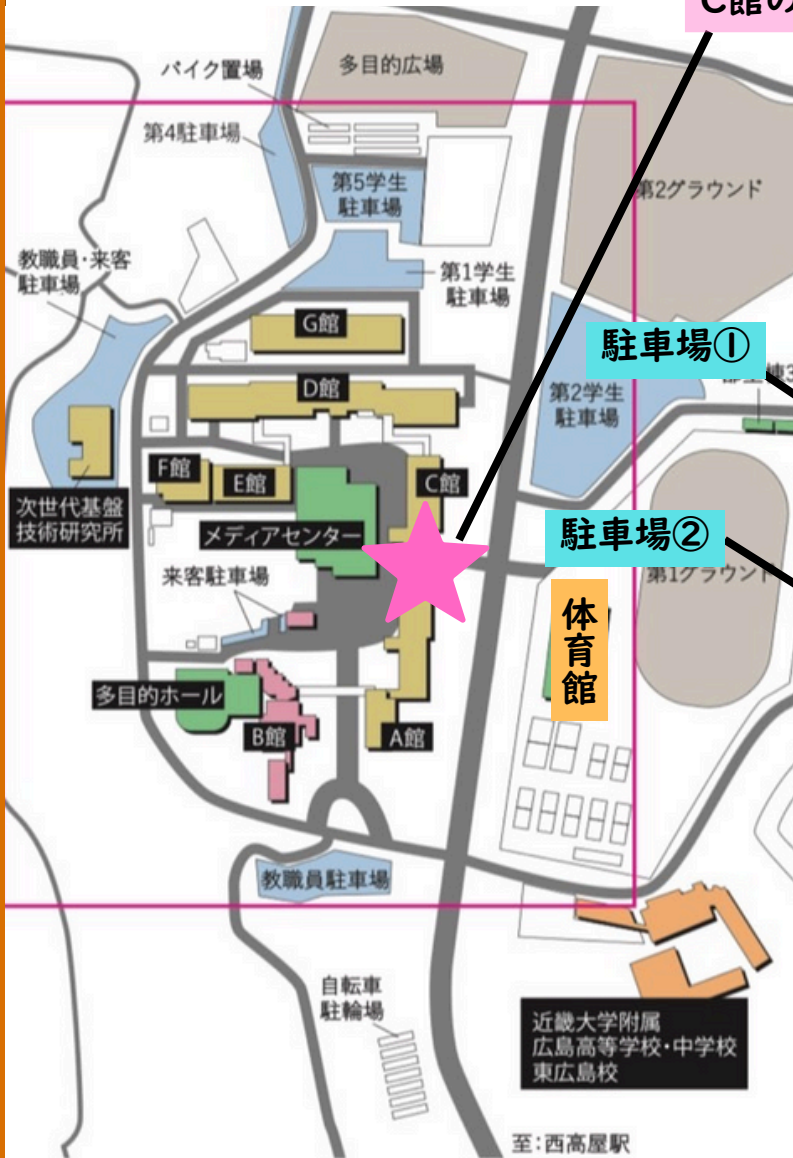 C館の
バイク置場
多目的広場
第4駐車場
第5学生
駐車場
第2グラウンド
教職員・来客
駐車場
第1学生
駐車場
G館
駐車場①
D館
第2学生
駐車場
F館
E館
C館
次世代基盤
技術研究所
メディアセンター
駐車場②
来客駐車場
第1グラウンド
体育館
多目的ホール
B館
A館
教職員駐車場
自転車
駐輪場
近畿大学附属
広島高等学校・中学校
東広島校
至:西高屋駅